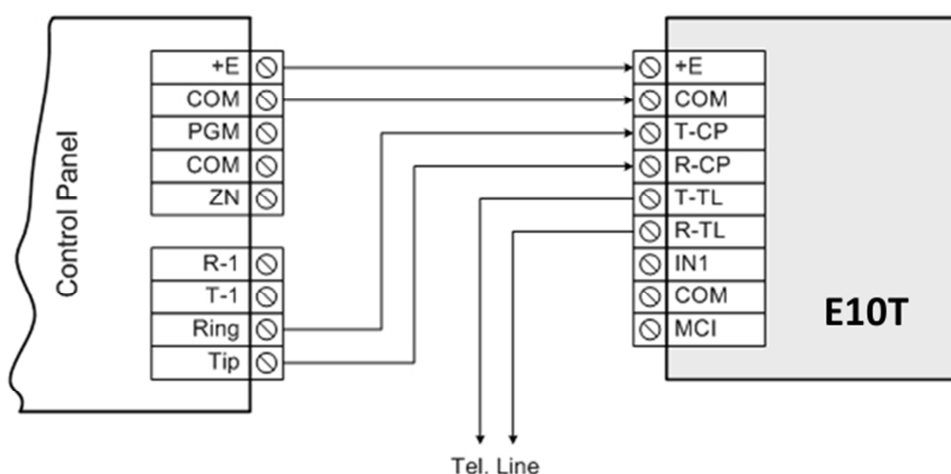 Control Panel
+E
COM
PGM
COM
ZN
R-1
T-1
Ring
Tip
+E
COM
T-CP
R-CP
T-TL
R-TL
IN1
COM
MCI
E10T
Tel. Line